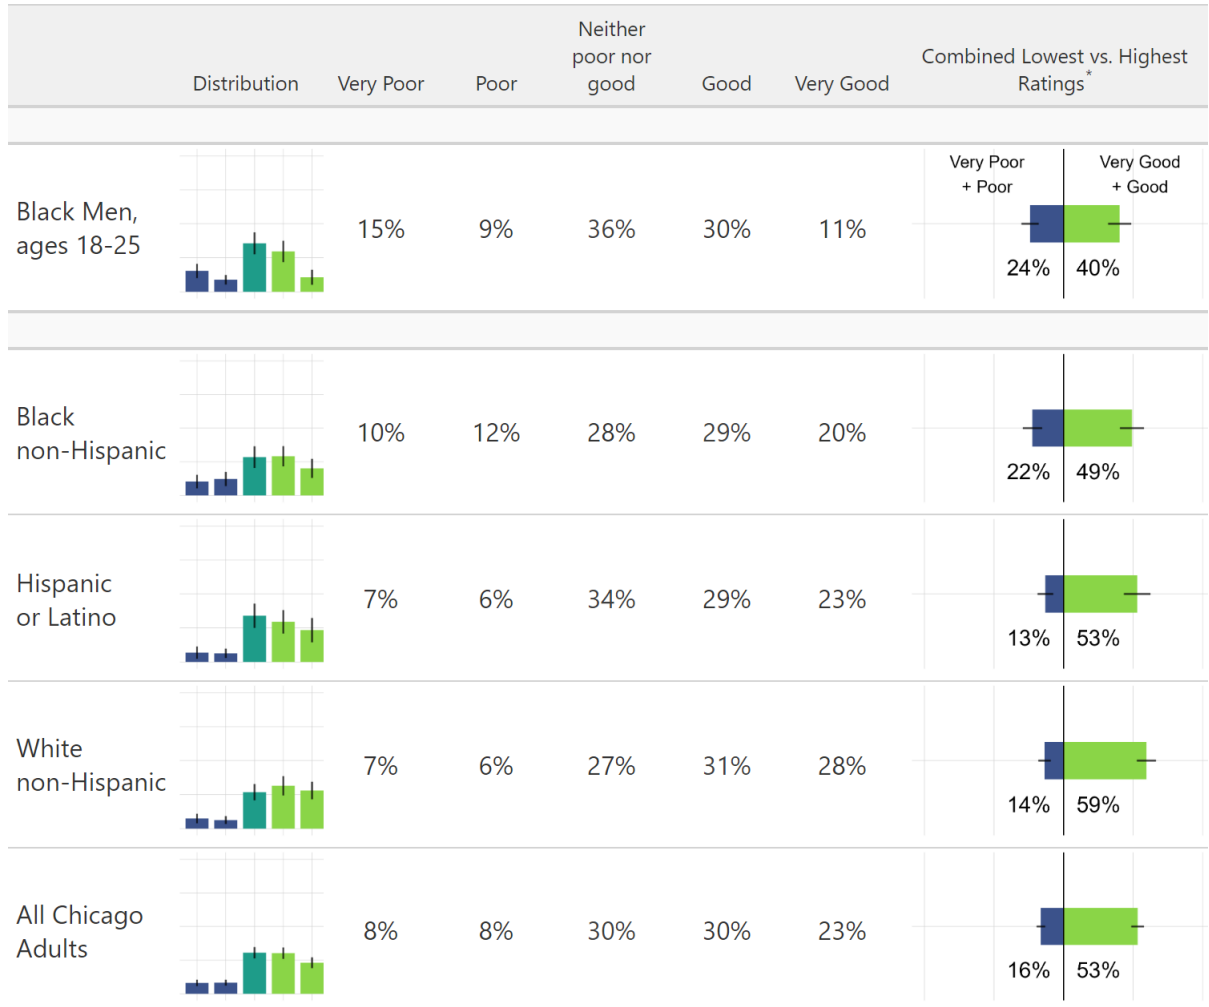 Distribution
Very Poor
Poor
Neither
poor nor
good
Good
Very Good
Combined Lowest vs. Highest
Ratings*
Black Men,
ages 18-25
15%
9%
36%
30%
11%
Very Poor
+ Poor
Very Good
+ Good
24%
40%
Black
non-Hispanic
10%
12%
28%
29%
20%
22%
49%
Hispanic
or Latino
7%
6%
34%
29%
23%
13%
53%
White
non-Hispanic
7%
6%
27%
31%
28%
14%
59%
All Chicago
Adults
8%
8%
30%
30%
23%
16%
53%